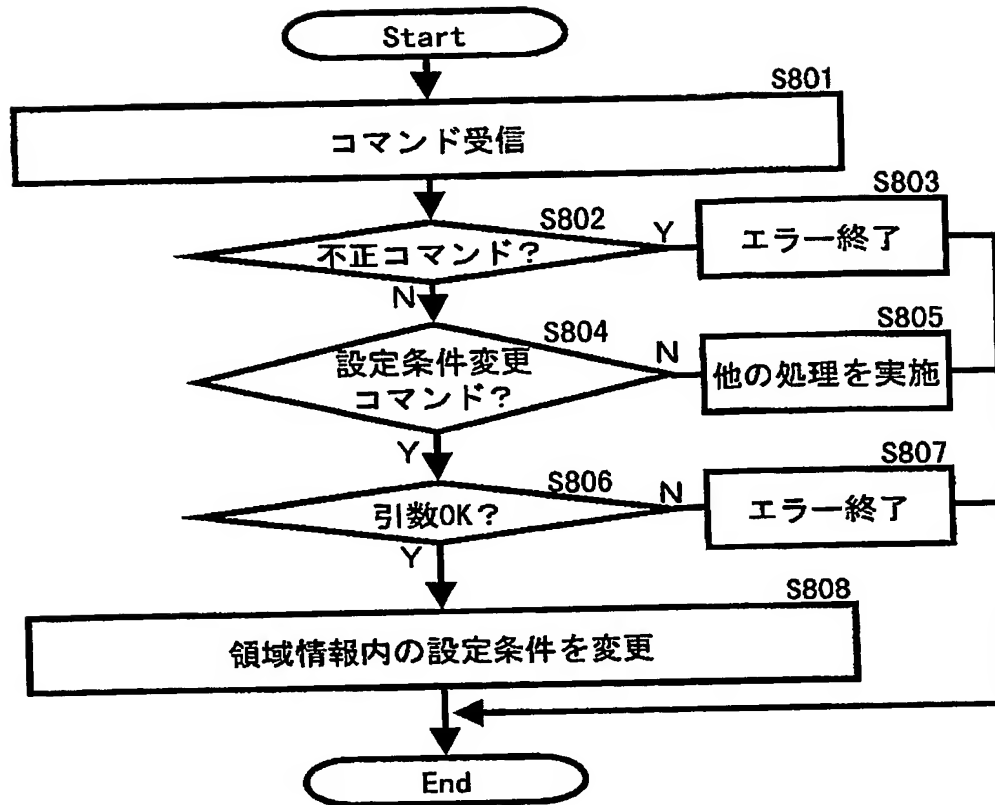 Start
S801
コマンド受信
S802
不正コマンド?
Y
S803
エラー終了
N
S804
設定条件変更
コマンド?
N
S805
他の処理を実施
Y
S806
引数OK?
N
S807
エラー終了
Y
S808
領域情報内の設定条件を変更
End